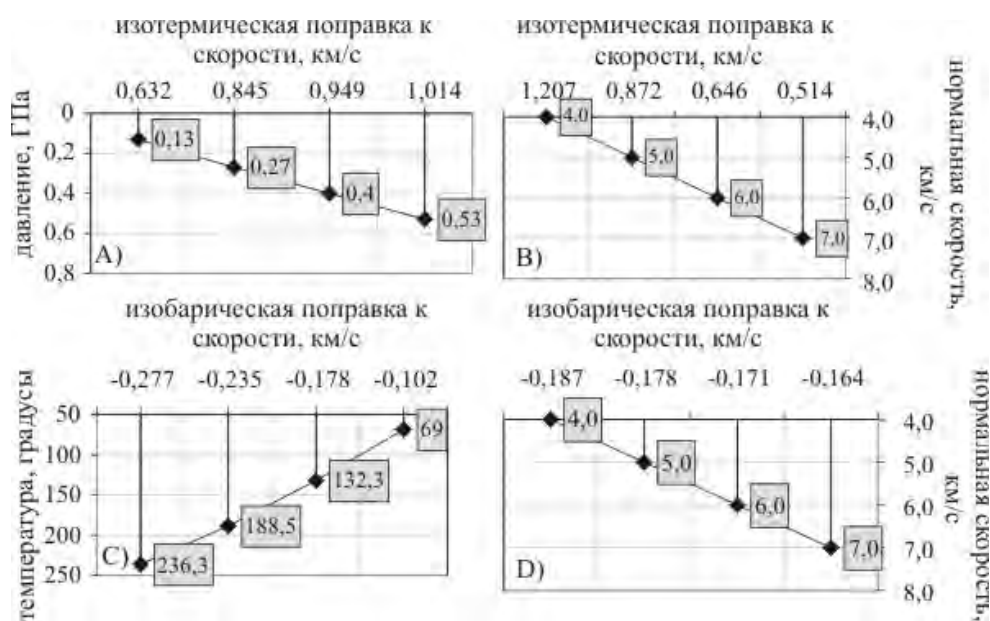 изотермическая поправка к
скорости, км/с
0,632 0,845 0,949 1,014
давление, ГПа
0
0,2
0,4
0,6
0,8
0,13
0,27
0,4
0,53
A)
изотермическая поправка к
скорости, км/с
1,207 0,872 0,646 0,514
4,0
5,0
6,0
7,0
B)
4,0
5,0
6,0
7,0
8,0
нормальная скорость,
км/с
изобарическая поправка к
скорости, км/с
-0,277 -0,235 -0,178 -0,102
температура, градусы
50
100
150
200
250
69
132,3
188,5
236,3
C)
изобарическая поправка к
скорости, км/с
-0,187 -0,178 -0,171 -0,164
4,0
5,0
6,0
7,0
D)
4,0
5,0
6,0
7,0
8,0
нормальная скорость,
км/с